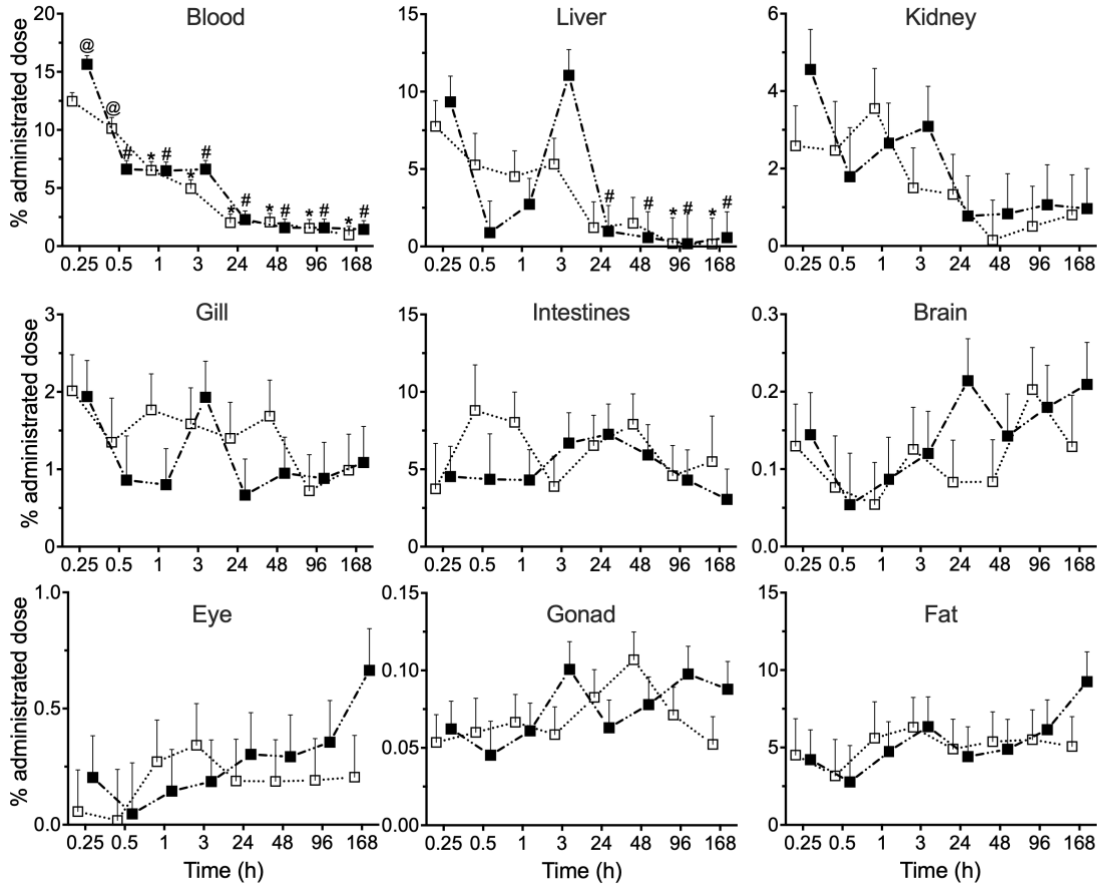 Blood
Liver
Kidney
% administrated dose
20
15
10
5
0
@
@
#
*
#
*
#
*
#
*
#
*
#
*
#
0.25 0.5 1 3 24 48 96 168
15
10
5
0
#
#
*
#
*
#
0.25 0.5 1 3 24 48 96 168
6
4
2
0
0.25 0.5 1 3 24 48 96 168
Gill
Intestines
Brain
% administrated dose
3
2
1
0
0.25 0.5 1 3 24 48 96 168
15
10
5
0
0.25 0.5 1 3 24 48 96 168
0.3
0.2
0.1
0.0
0.25 0.5 1 3 24 48 96 168
Eye
Gonad
Fat
% administrated dose
1.0
0.5
0.0
0.25 0.5 1 3 24 48 96 168
Time (h)
0.15
0.10
0.05
0.00
0.25 0.5 1 3 24 48 96 168
Time (h)
15
10
5
0
0.25 0.5 1 3 24 48 96 168
Time (h)